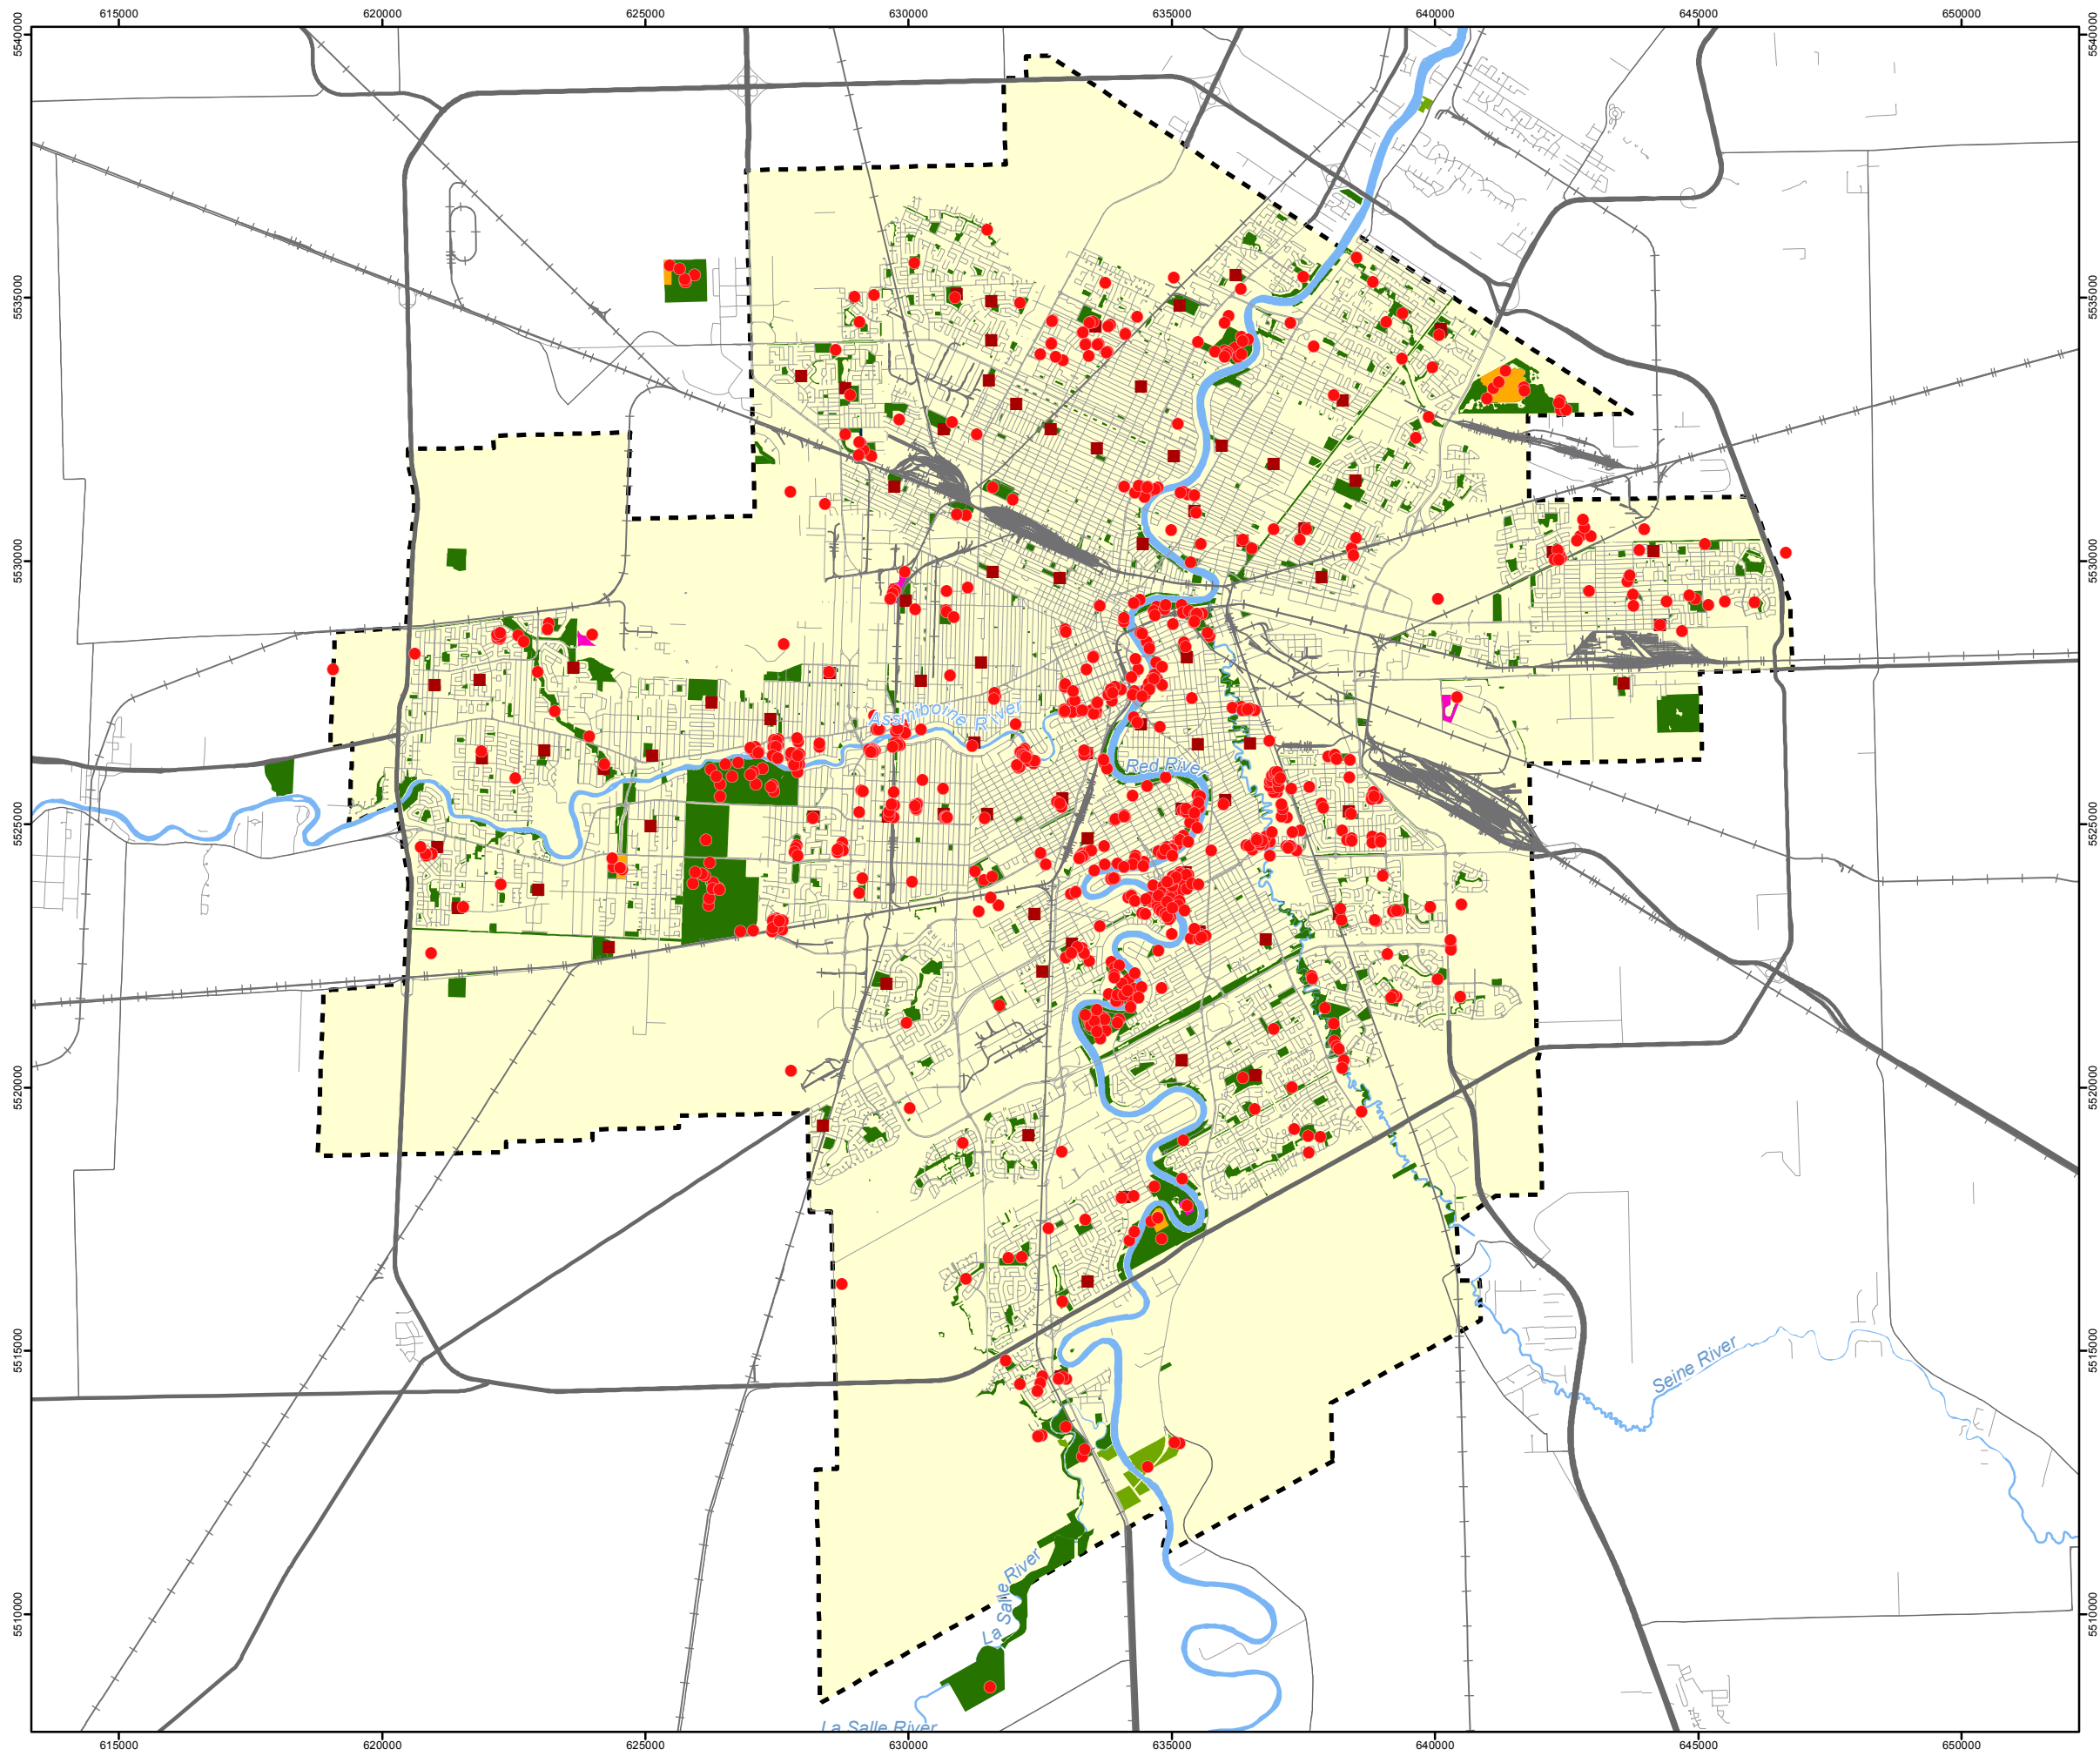 615000 620000 625000 630000 635000 640000 645000 650000
5540000 5540000
5535000 5535000
5530000 5530000
Assiniboine River
Red River
5525000 5525000
5520000 5520000
5515000 5515000
Seine River
La Salle River
5510000 5510000
La Salle River
615000 620000 625000 630000 635000 640000 645000 650000